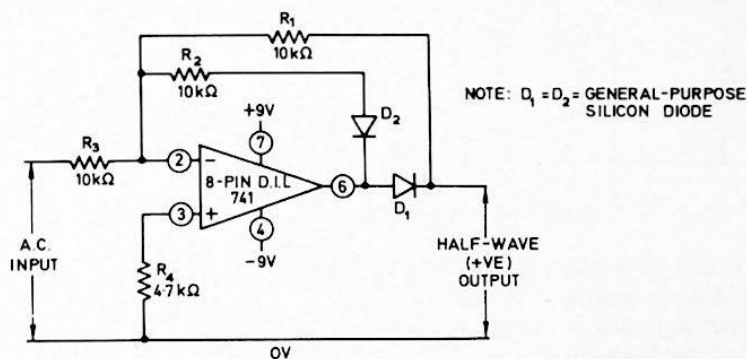 R1
10kΩ
R2
10kΩ
NOTE: D1 = D2 = GENERAL-PURPOSE
SILICON DIODE
+9V
D2
7
R3
10kΩ
2
−
8-PIN D.I.L
741
6
D1
3
+
4
−9V
A.C.
INPUT
R4
4·7kΩ
HALF-WAVE
(+VE)
OUTPUT
0V